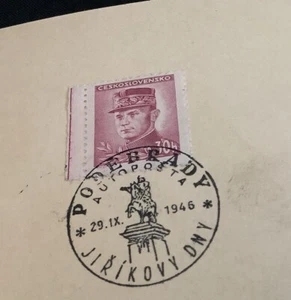 ČESKOSLOVENSKO
30h
* PODĚBRADY *
AUTOPOŠTA
29.IX. 1946
JIŘÍKOVY DNY